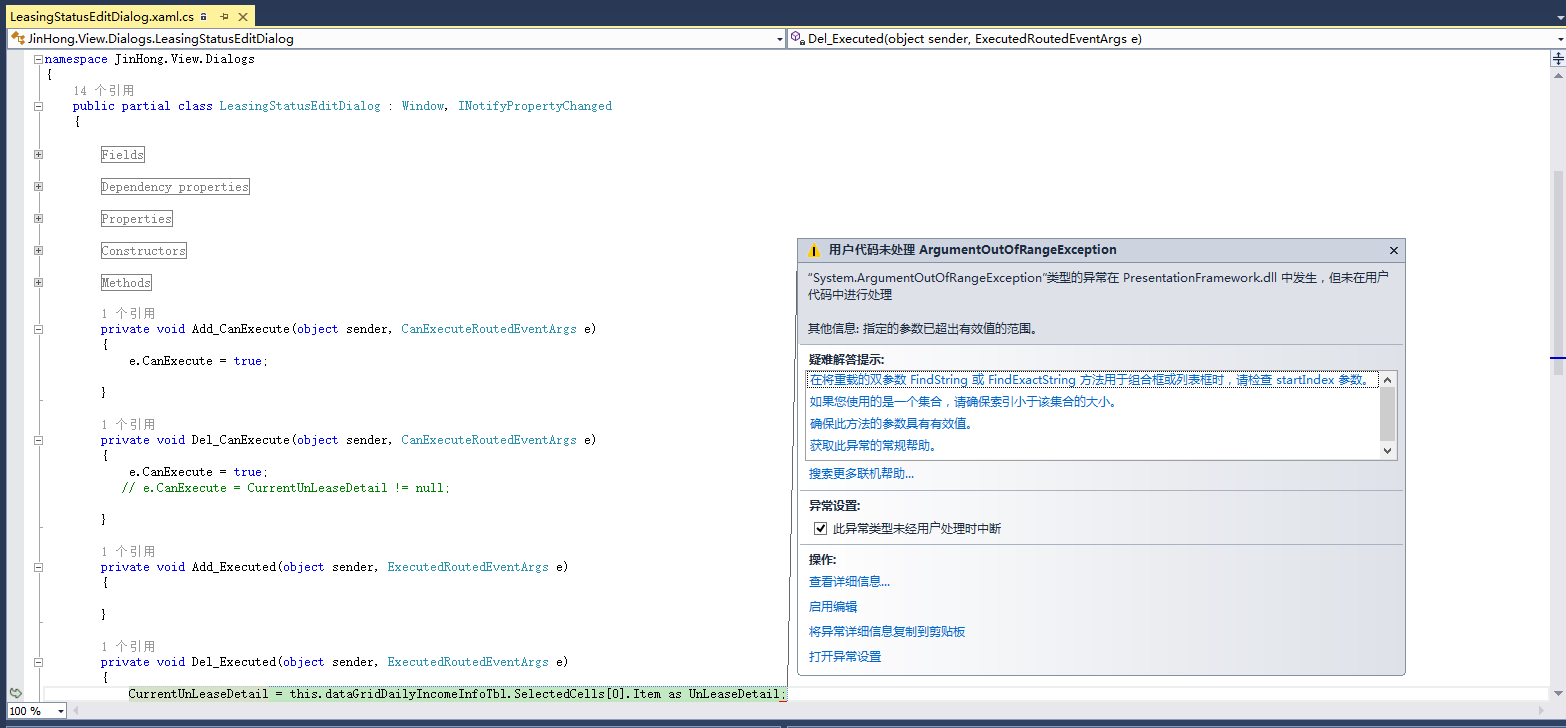 LeasingStatusEditDialog.xaml.cs
JinHong.View.Dialogs.LeasingStatusEditDialog
Del_Executed(object sender, ExecutedRoutedEventArgs e)
namespace JinHong.View.Dialogs
{
14 个引用
public partial class LeasingStatusEditDialog : Window, INotifyPropertyChanged
{
Fields
Dependency properties
Properties
Constructors
Methods
1 个引用
private void Add_CanExecute(object sender, CanExecuteRoutedEventArgs e)
{
e.CanExecute = true;
}
1 个引用
private void Del_CanExecute(object sender, CanExecuteRoutedEventArgs e)
{
e.CanExecute = true;
// e.CanExecute = CurrentUnLeaseDetail != null;
}
1 个引用
private void Add_Executed(object sender, ExecutedRoutedEventArgs e)
{
}
1 个引用
private void Del_Executed(object sender, ExecutedRoutedEventArgs e)
{
CurrentUnLeaseDetail = this.dataGridDailyIncomeInfoTbl.SelectedCells[0].Item as UnLeaseDetail;
100 %
用户代码未处理 ArgumentOutOfRangeException
“System.ArgumentOutOfRangeException”类型的异常在 PresentationFramework.dll 中发生，但未在用户
代码中进行处理
其他信息: 指定的参数已超出有效值的范围。
疑难解答提示:
在将重载的双参数 FindString 或 FindExactString 方法用于组合框或列表框时，请检查 startIndex 参数。
如果您使用的是一个集合，请确保索引小于该集合的大小。
确保此方法的参数具有有效值。
获取此异常的常规帮助。
搜索更多联机帮助...
异常设置:
此异常类型未经用户处理时中断
操作:
查看详细信息...
启用编辑
将异常详细信息复制到剪贴板
打开异常设置